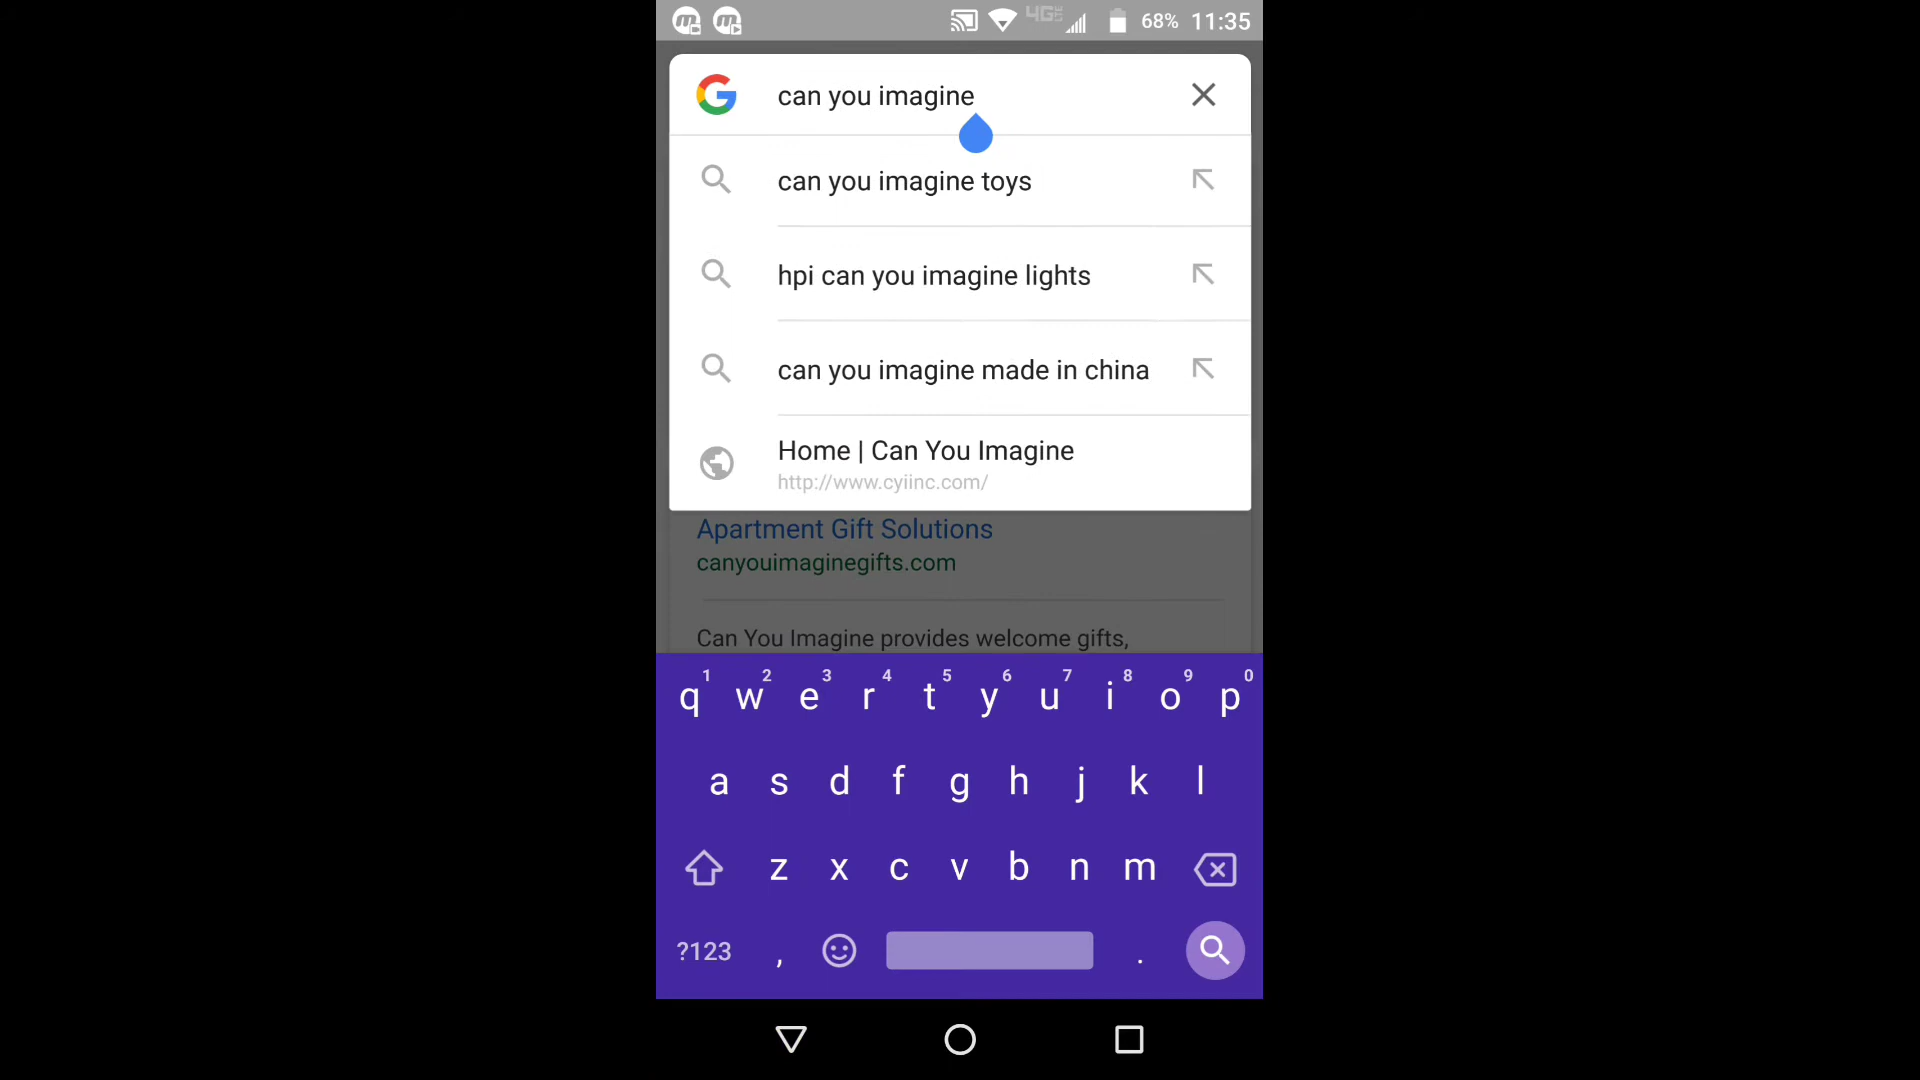 4G LTE 68% 11:35
can you imagine
can you imagine toys
hpi can you imagine lights
can you imagine made in china
Home | Can You Imagine
http://www.cyiinc.com/
Apartment Gift Solutions
canyouimaginegifts.com
Can You Imagine provides welcome gifts,
1 2 3 4 5 6 7 8 9 0
q w e r t y u i o p
a s d f g h j k l
z x c v b n m
?123 , .